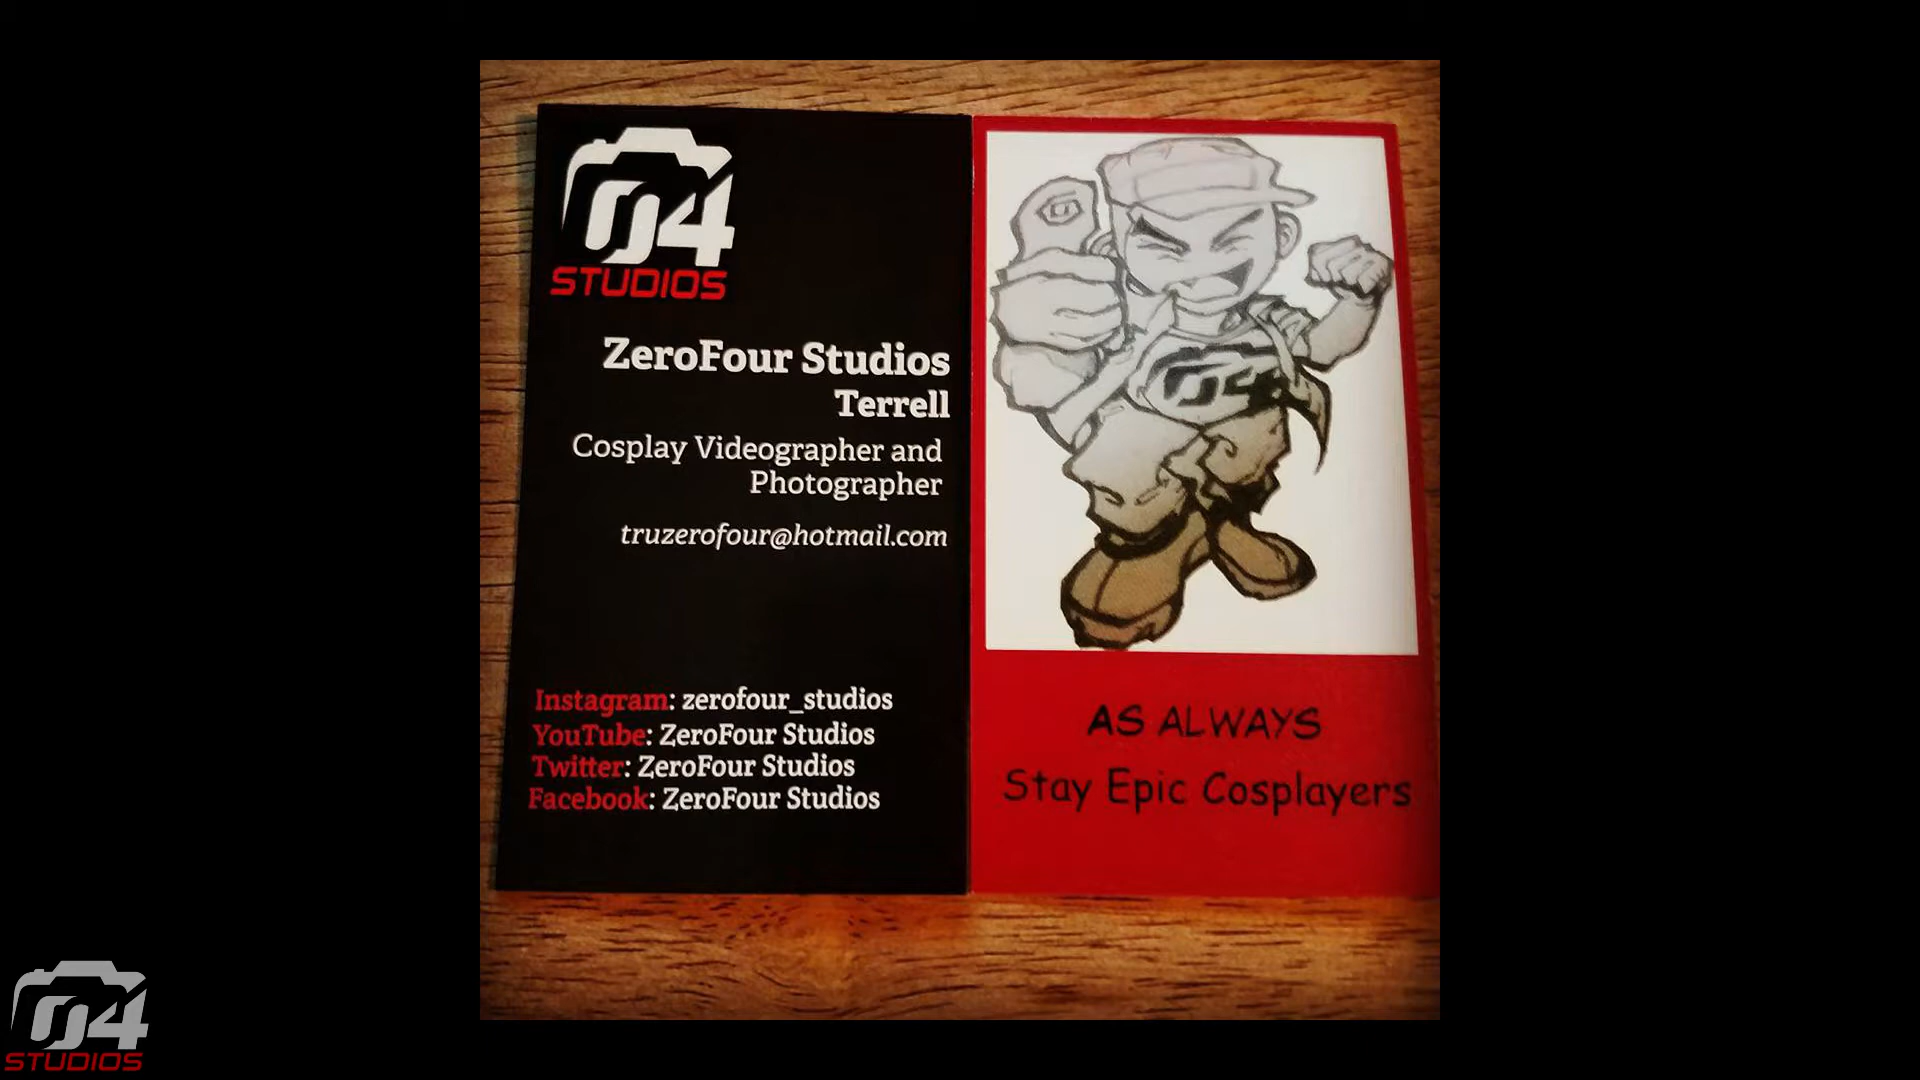 04
STUDIOS
ZeroFour Studios
Terrell
Cosplay Videographer and
Photographer
truzerofour@hotmail.com
Instagram: zerofour_studios
YouTube: ZeroFour Studios
Twitter: ZeroFour Studios
Facebook: ZeroFour Studios
04
AS ALWAYS
Stay Epic Cosplayers
04
STUDIOS